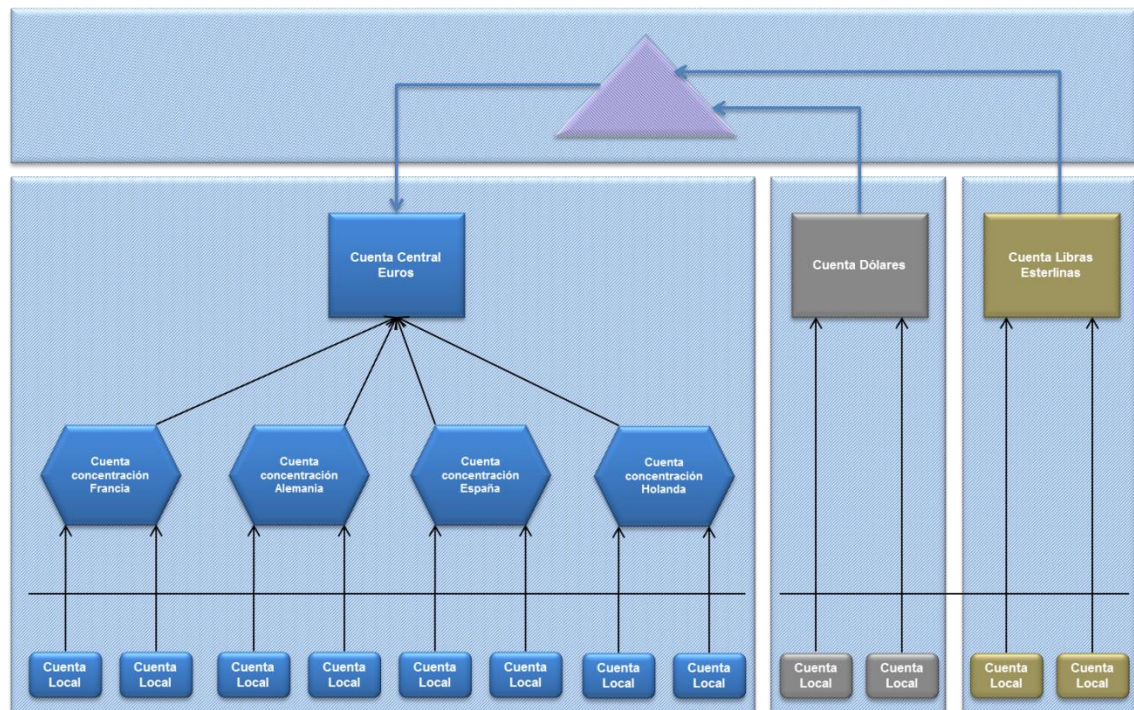 Cuenta Central
Euros
Cuenta Dólares
Cuenta Libras
Esterlinas
Cuenta
concentración
Francia
Cuenta
concentración
Alemania
Cuenta
concentración
España
Cuenta
concentración
Holanda
Cuenta
Local
Cuenta
Local
Cuenta
Local
Cuenta
Local
Cuenta
Local
Cuenta
Local
Cuenta
Local
Cuenta
Local
Cuenta
Local
Cuenta
Local
Cuenta
Local
Cuenta
Local